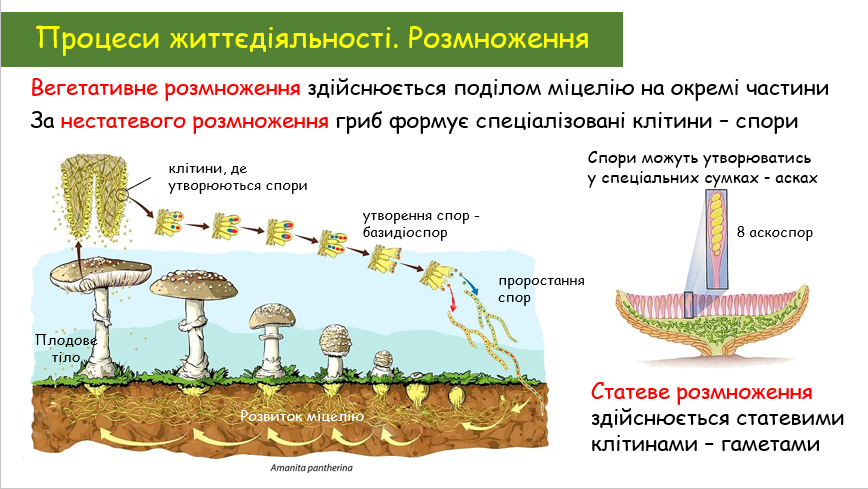 Процеси життєдіяльності. Розмноження
Вегетативне розмноження здійснюється поділом міцелію на окремі частини
За нестатевого розмноження гриб формує спеціалізовані клітини – спори
клітини, де
утворюються спори
утворення спор -
базидіоспор
проростання
спор
Плодове
тіло
Розвиток міцелію
Amanita pantherina
Спори можуть утворюватись
у спеціальних сумках - асках
8 аскоспор
Статеве розмноження
здійснюється статевими
клітинами – гаметами